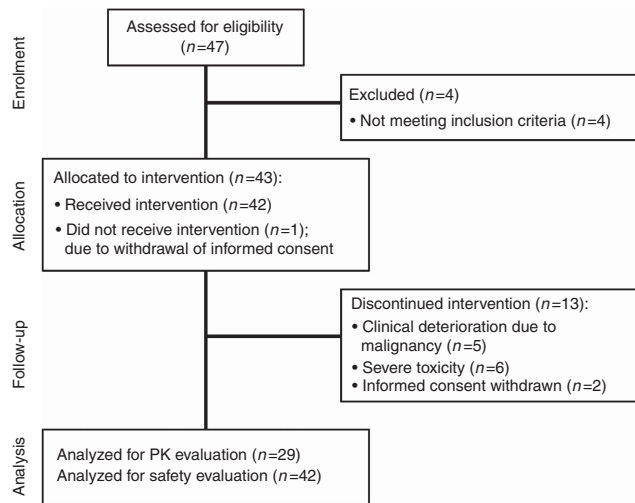 Enrolment
Assessed for eligibility
(n=47)
Excluded (n=4)
• Not meeting inclusion criteria (n=4)
Allocation
Allocated to intervention (n=43):
• Received intervention (n=42)
• Did not receive intervention (n=1);
due to withdrawal of informed consent
Follow-up
Discontinued intervention (n=13):
• Clinical deterioration due to
malignancy (n=5)
• Severe toxicity (n=6)
• Informed consent withdrawn (n=2)
Analysis
Analyzed for PK evaluation (n=29)
Analyzed for safety evaluation (n=42)